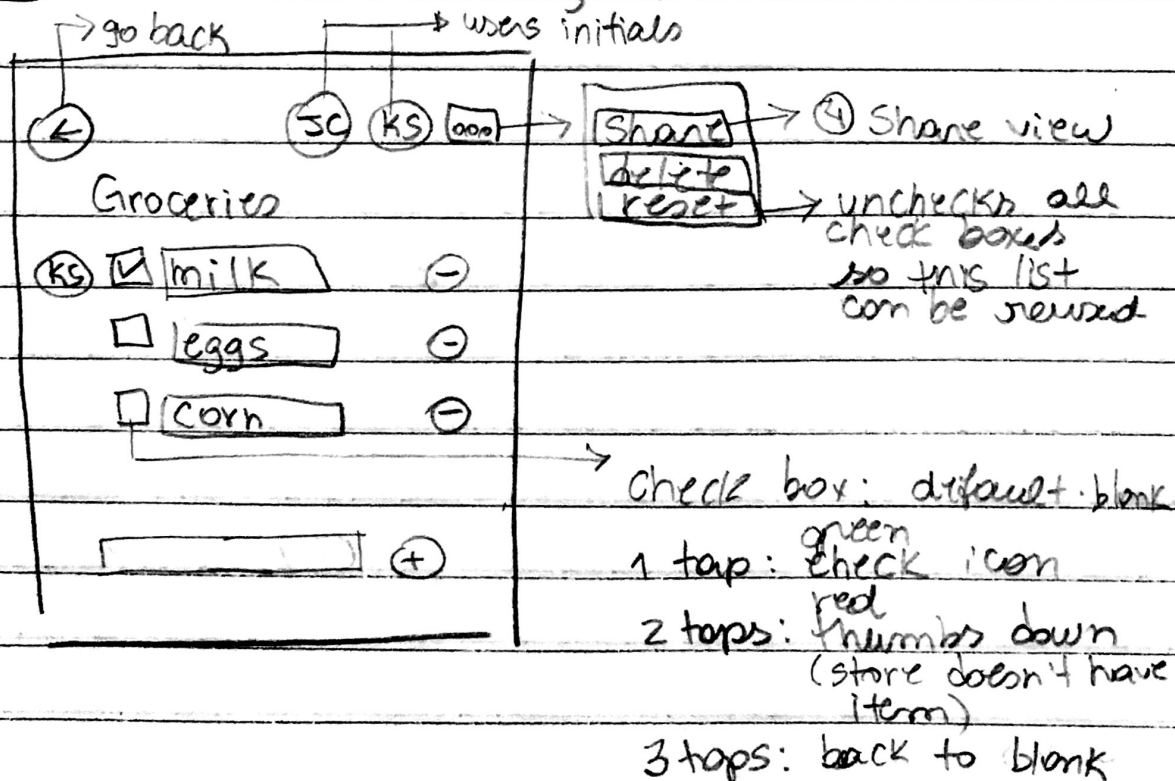 go back
users initials
JC KS ooo
Share
④ Share view
delete
Groceries
reset
unchecks all
check boxes
so this list
can be reused
KS milk
eggs
corn
check box: default blank
green
1 tap: check icon
red
2 taps: thumbs down
(store doesn't have
item)
3 taps: back to blank